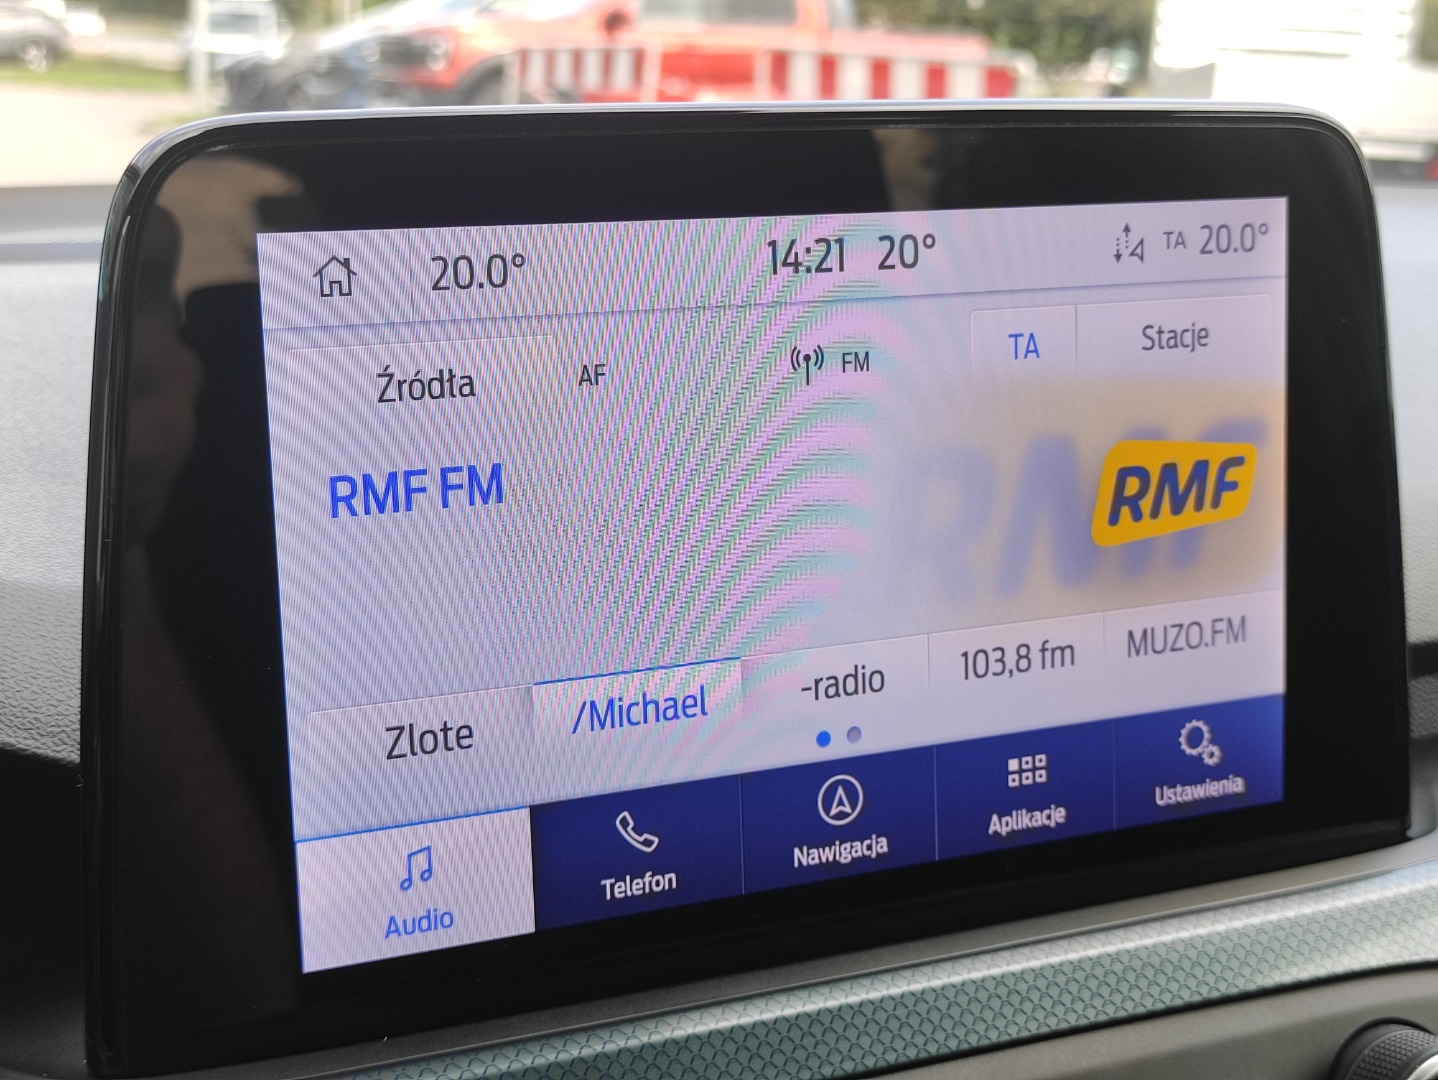 20.0° 14:21 20° TA 20.0°
Źródła AF FM TA Stacje
RMF FM
RMF
RMF
Zlote /Michael -radio 103,8 fm MUZO.FM
Audio Telefon Nawigacja Aplikacje Ustawienia